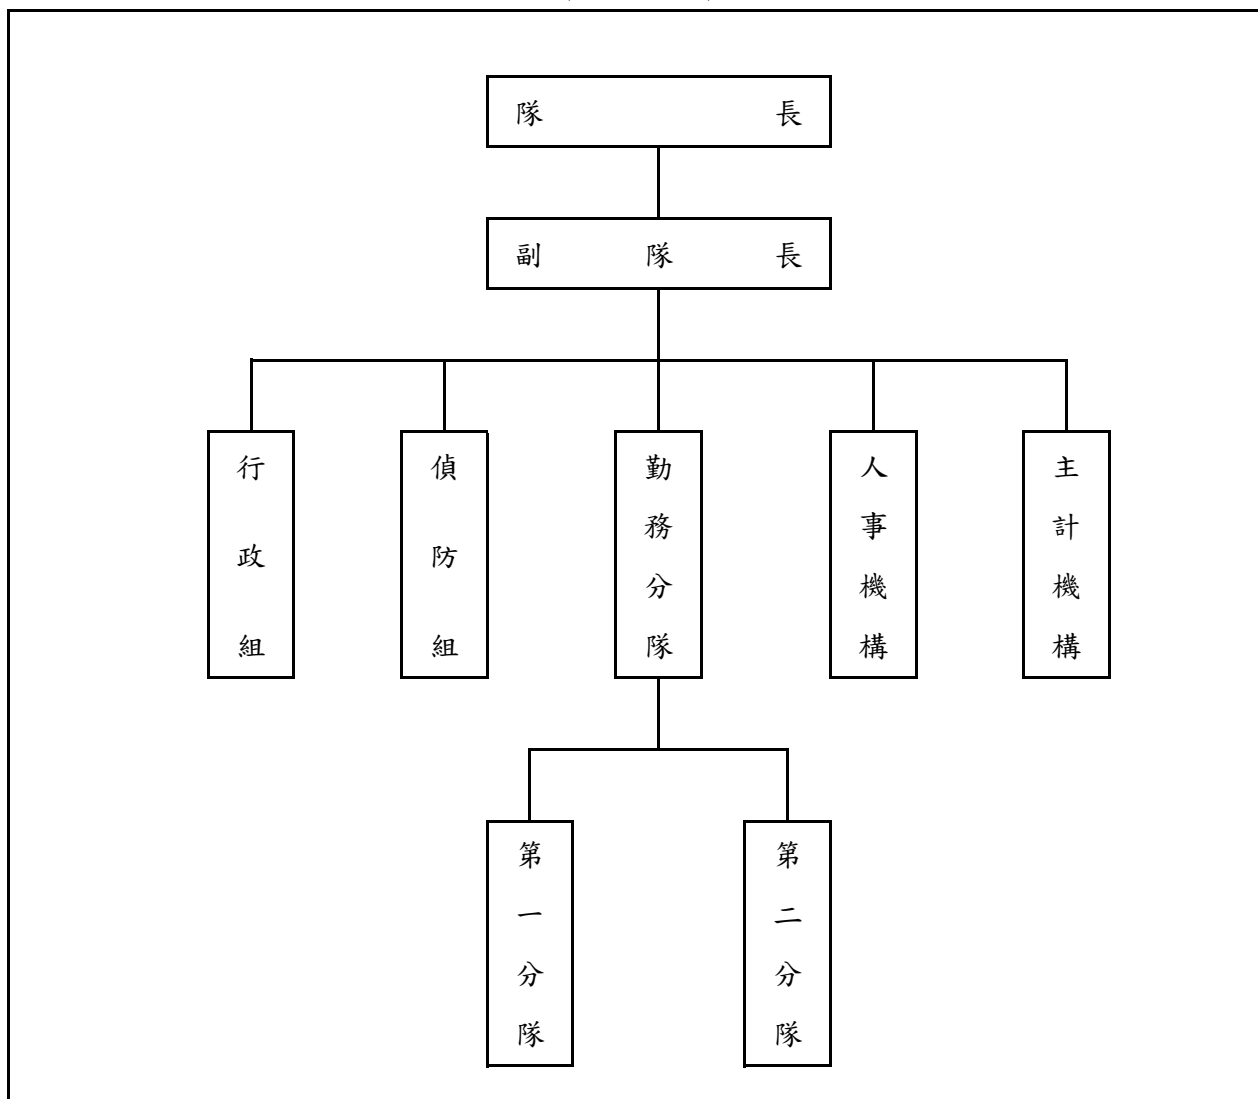 隊長
副隊長
行政組
偵防組
勤務分隊
人事機構
主計機構
第一分隊
第二分隊